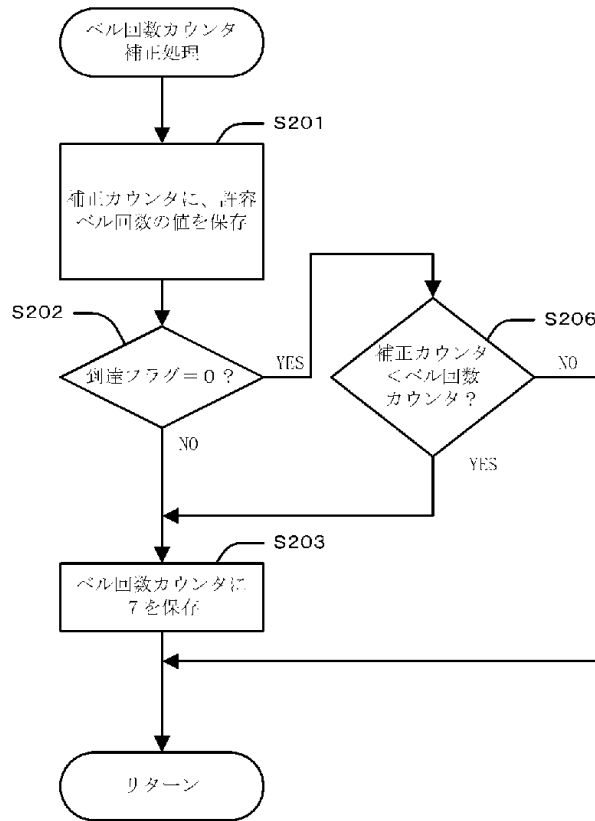 ベル回数カウンタ
補正処理
S201
補正カウンタに、許容
ベル回数の値を保存
S202
到達フラグ＝０？
YES
NO
S206
補正カウンタ
＜ベル回数
カウンタ？
NO
YES
S203
ベル回数カウンタに
７を保存
リターン